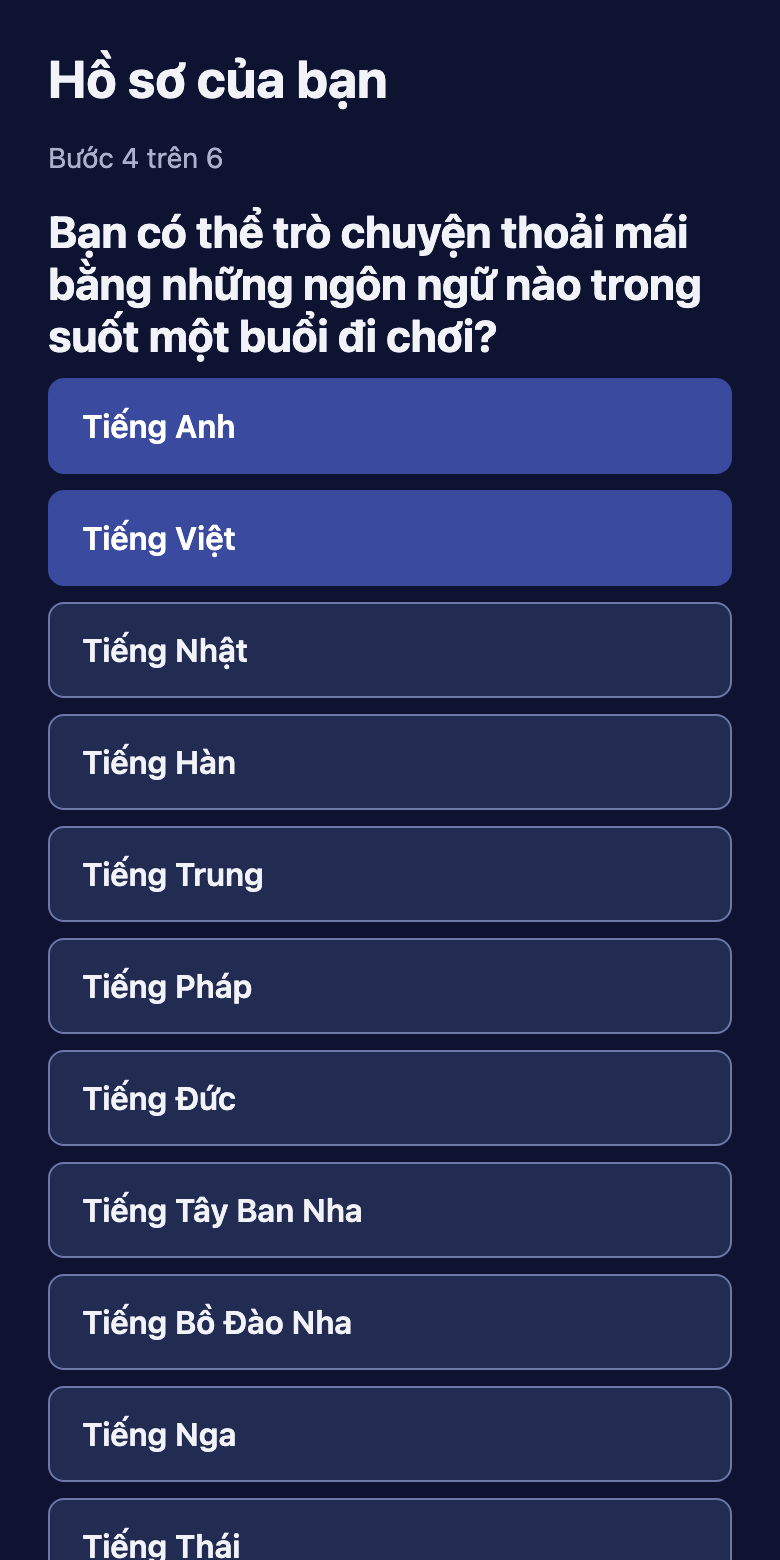 Hồ sơ của bạn
Bước 4 trên 6
Bạn có thể trò chuyện thoải mái
bằng những ngôn ngữ nào trong
suốt một buổi đi chơi?
Tiếng Anh
Tiếng Việt
Tiếng Nhật
Tiếng Hàn
Tiếng Trung
Tiếng Pháp
Tiếng Đức
Tiếng Tây Ban Nha
Tiếng Bồ Đào Nha
Tiếng Nga
Tiếng Thái